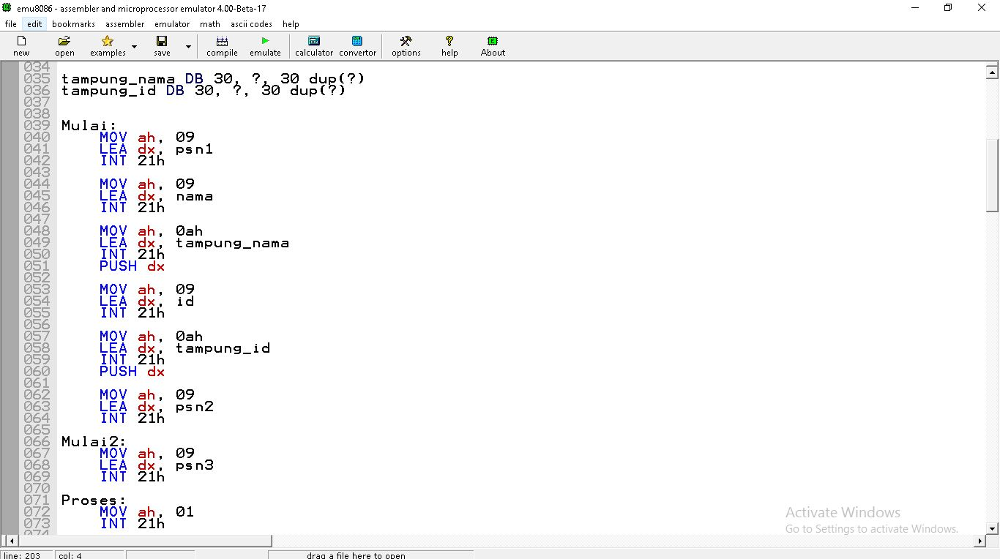 emu8086 - assembler and microprocessor emulator 4.00-Beta-17
file edit bookmarks assembler emulator math ascii codes help
new open examples save compile emulate calculator convertor options help About
034
035 tampung_nama DB 30, ?, 30 dup(?)
036 tampung_id DB 30, ?, 30 dup(?)
037
038
039 Mulai:
040 MOV ah, 09
041 LEA dx, psn1
042 INT 21h
043
044 MOV ah, 09
045 LEA dx, nama
046 INT 21h
047
048 MOV ah, 0ah
049 LEA dx, tampung_nama
050 INT 21h
051 PUSH dx
052
053 MOV ah, 09
054 LEA dx, id
055 INT 21h
056
057 MOV ah, 0ah
058 LEA dx, tampung_id
059 INT 21h
060 PUSH dx
061
062 MOV ah, 09
063 LEA dx, psn2
064 INT 21h
065
066 Mulai2:
067 MOV ah, 09
068 LEA dx, psn3
069 INT 21h
070
071 Proses:
072 MOV ah, 01
073 INT 21h
074
Activate Windows
Go to Settings to activate Windows.
line: 203 col: 4 drag a file here to open